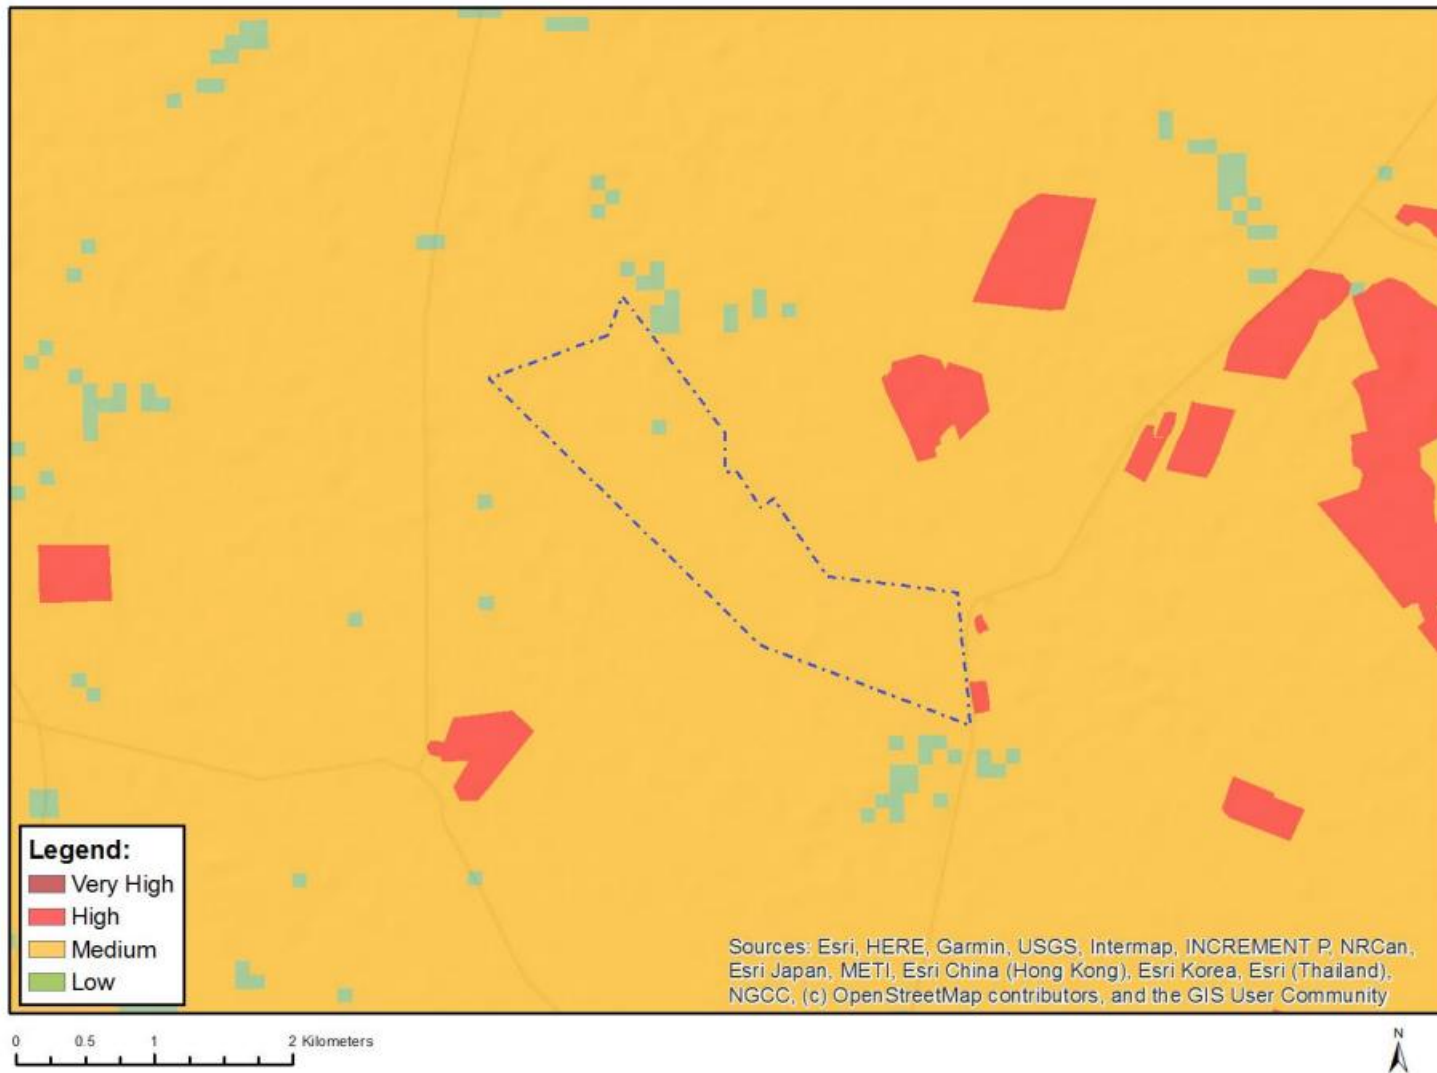 Legend:
Very High
High
Medium
Low
Sources: Esri, HERE, Garmin, USGS, Intermap, INCREMENT P, NRCan,
Esri Japan, METI, Esri China (Hong Kong), Esri Korea, Esri (Thailand),
NGCC, (c) OpenStreetMap contributors, and the GIS User Community
0 0.5 1 2 Kilometers
N